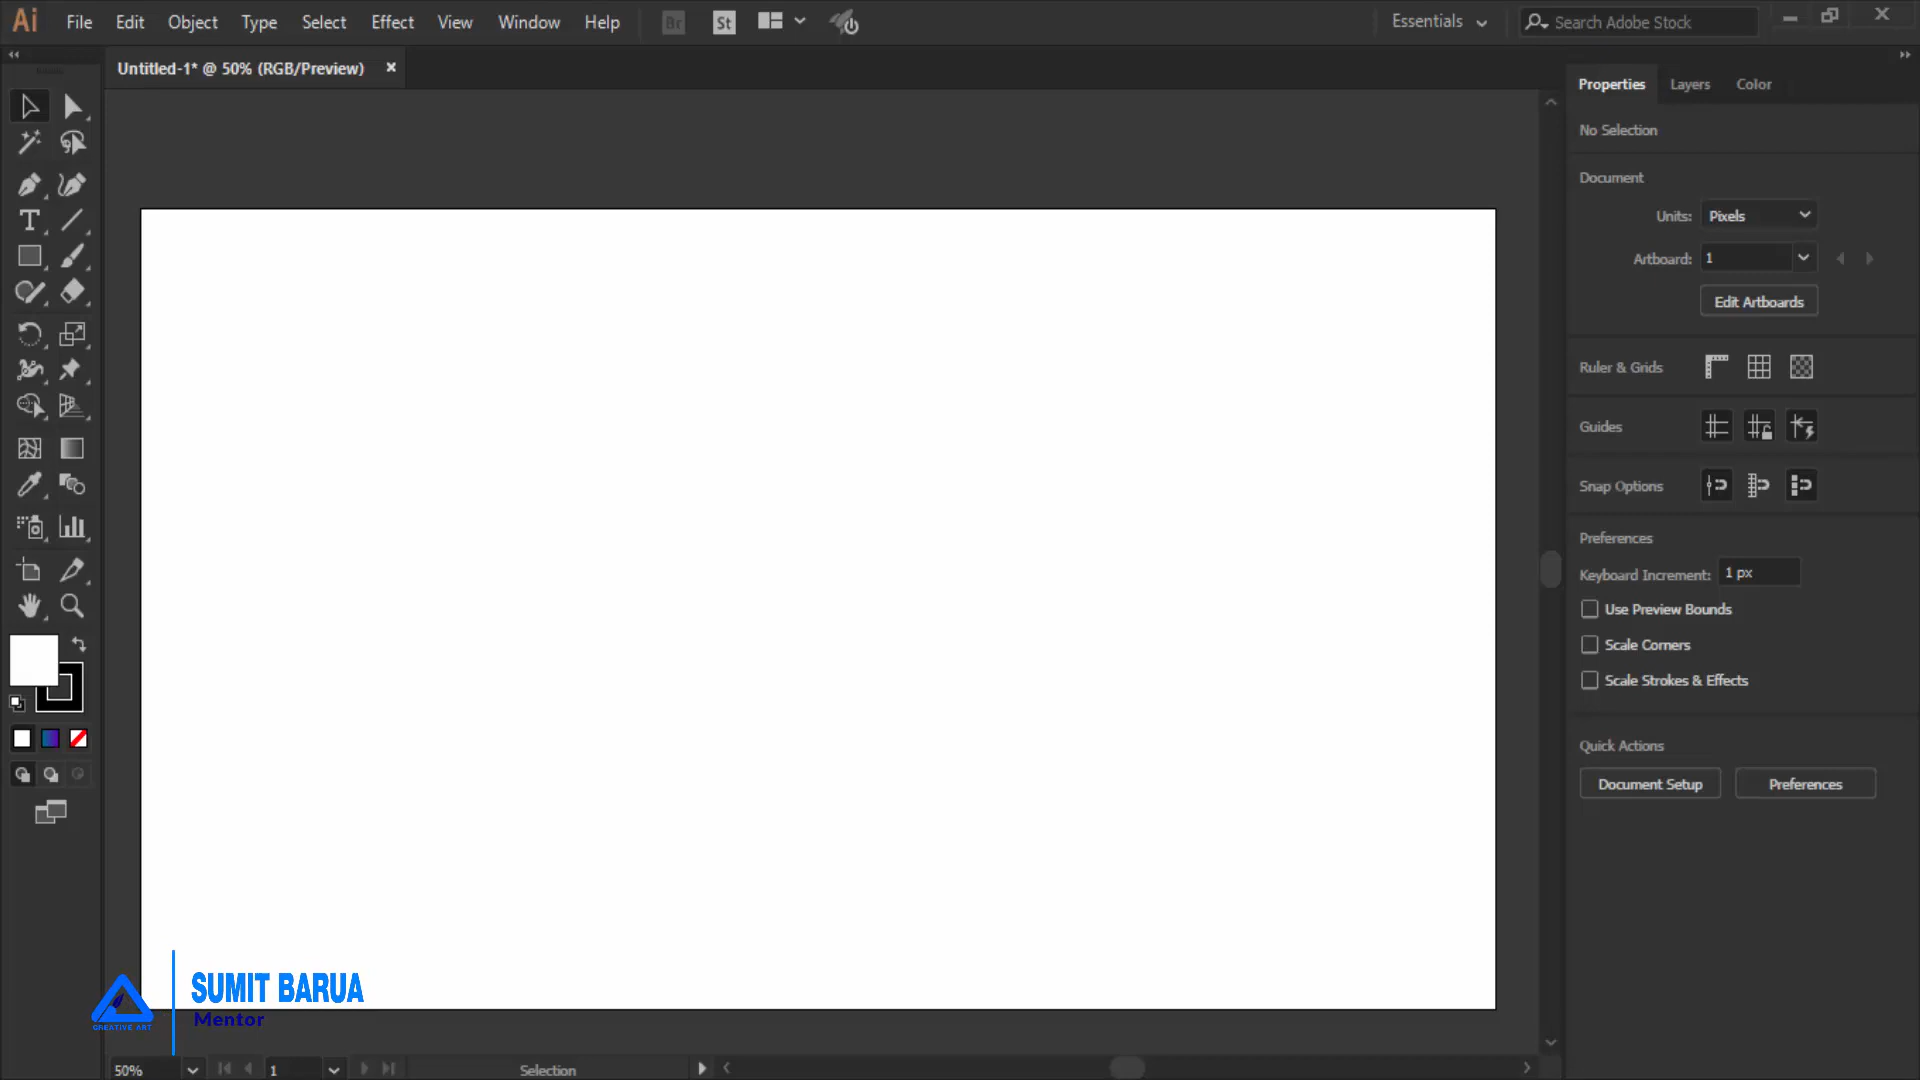 Ai File Edit Object Type Select Effect View Window Help Br St Essentials Search Adobe Stock
Untitled-1* @ 50% (RGB/Preview)
Properties Layers Color
No Selection
Document
Units: Pixels
Artboard: 1
Edit Artboards
Ruler & Grids
Guides
Snap Options
Preferences
Keyboard Increment: 1 px
Use Preview Bounds
Scale Corners
Scale Strokes & Effects
Quick Actions
Document Setup Preferences
SUMIT BARUA
Mentor
CREATIVE ART
50% 1 Selection